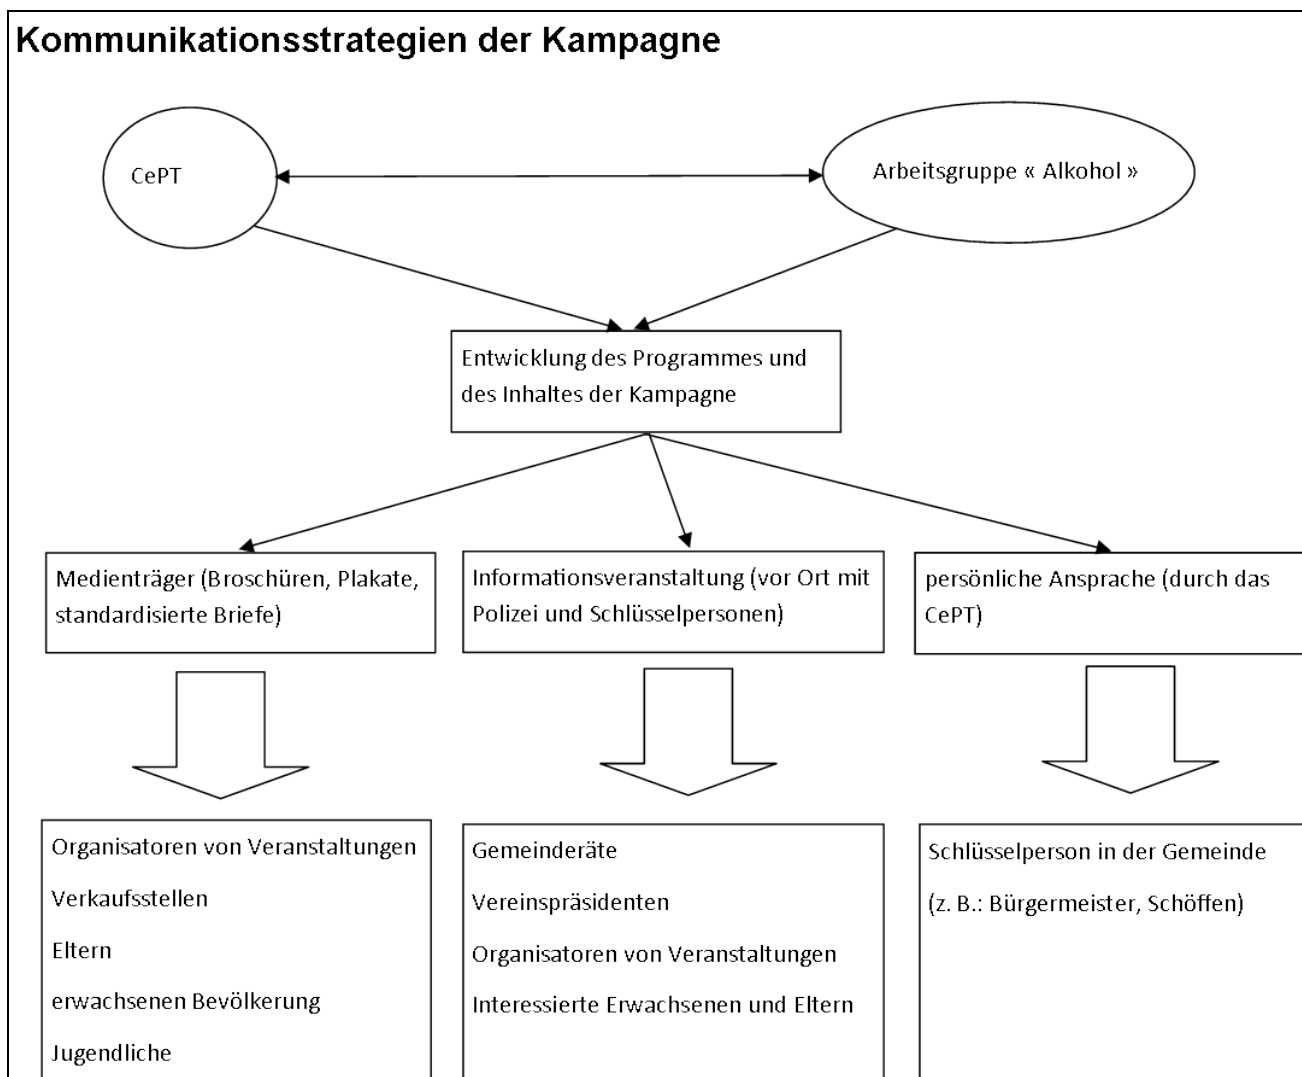 Kommunikationsstrategien der Kampagne
CePT
Arbeitsgruppe « Alkohol »
Entwicklung des Programmes und
des Inhaltes der Kampagne
Medienträger (Broschüren, Plakate,
standardisierte Briefe)
Informationsveranstaltung (vor Ort mit
Polizei und Schlüsselpersonen)
persönliche Ansprache (durch das
CePT)
Organisatoren von Veranstaltungen
Verkaufsstellen
Eltern
erwachsenen Bevölkerung
Jugendliche
Gemeinderäte
Vereinspräsidenten
Organisatoren von Veranstaltungen
Interessierte Erwachsenen und Eltern
Schlüsselperson in der Gemeinde
(z. B.: Bürgermeister, Schöffen)